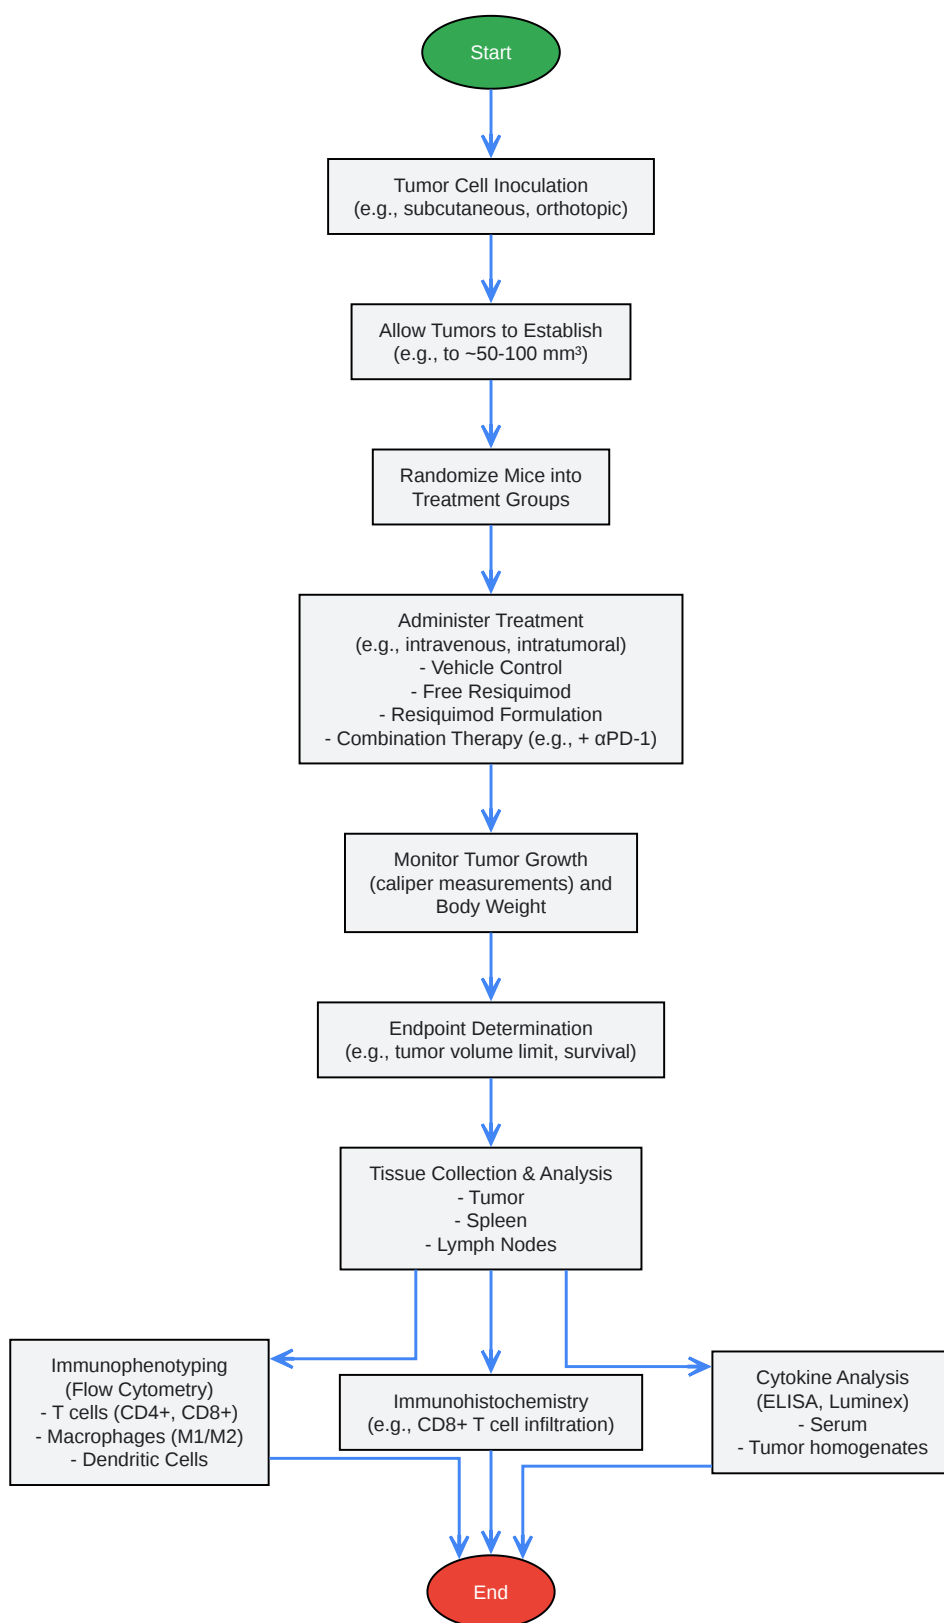 Start
Tumor Cell Inoculation
(e.g., subcutaneous, orthotopic)
Allow Tumors to Establish
(e.g., to ~50-100 mm³)
Randomize Mice into
Treatment Groups
Administer Treatment
(e.g., intravenous, intratumoral)
- Vehicle Control
- Free Resiquimod
- Resiquimod Formulation
- Combination Therapy (e.g., + αPD-1)
Monitor Tumor Growth
(caliper measurements) and
Body Weight
Endpoint Determination
(e.g., tumor volume limit, survival)
Tissue Collection & Analysis
- Tumor
- Spleen
- Lymph Nodes
Immunophenotyping
(Flow Cytometry)
- T cells (CD4+, CD8+)
- Macrophages (M1/M2)
- Dendritic Cells
Immunohistochemistry
(e.g., CD8+ T cell infiltration)
Cytokine Analysis
(ELISA, Luminex)
- Serum
- Tumor homogenates
End